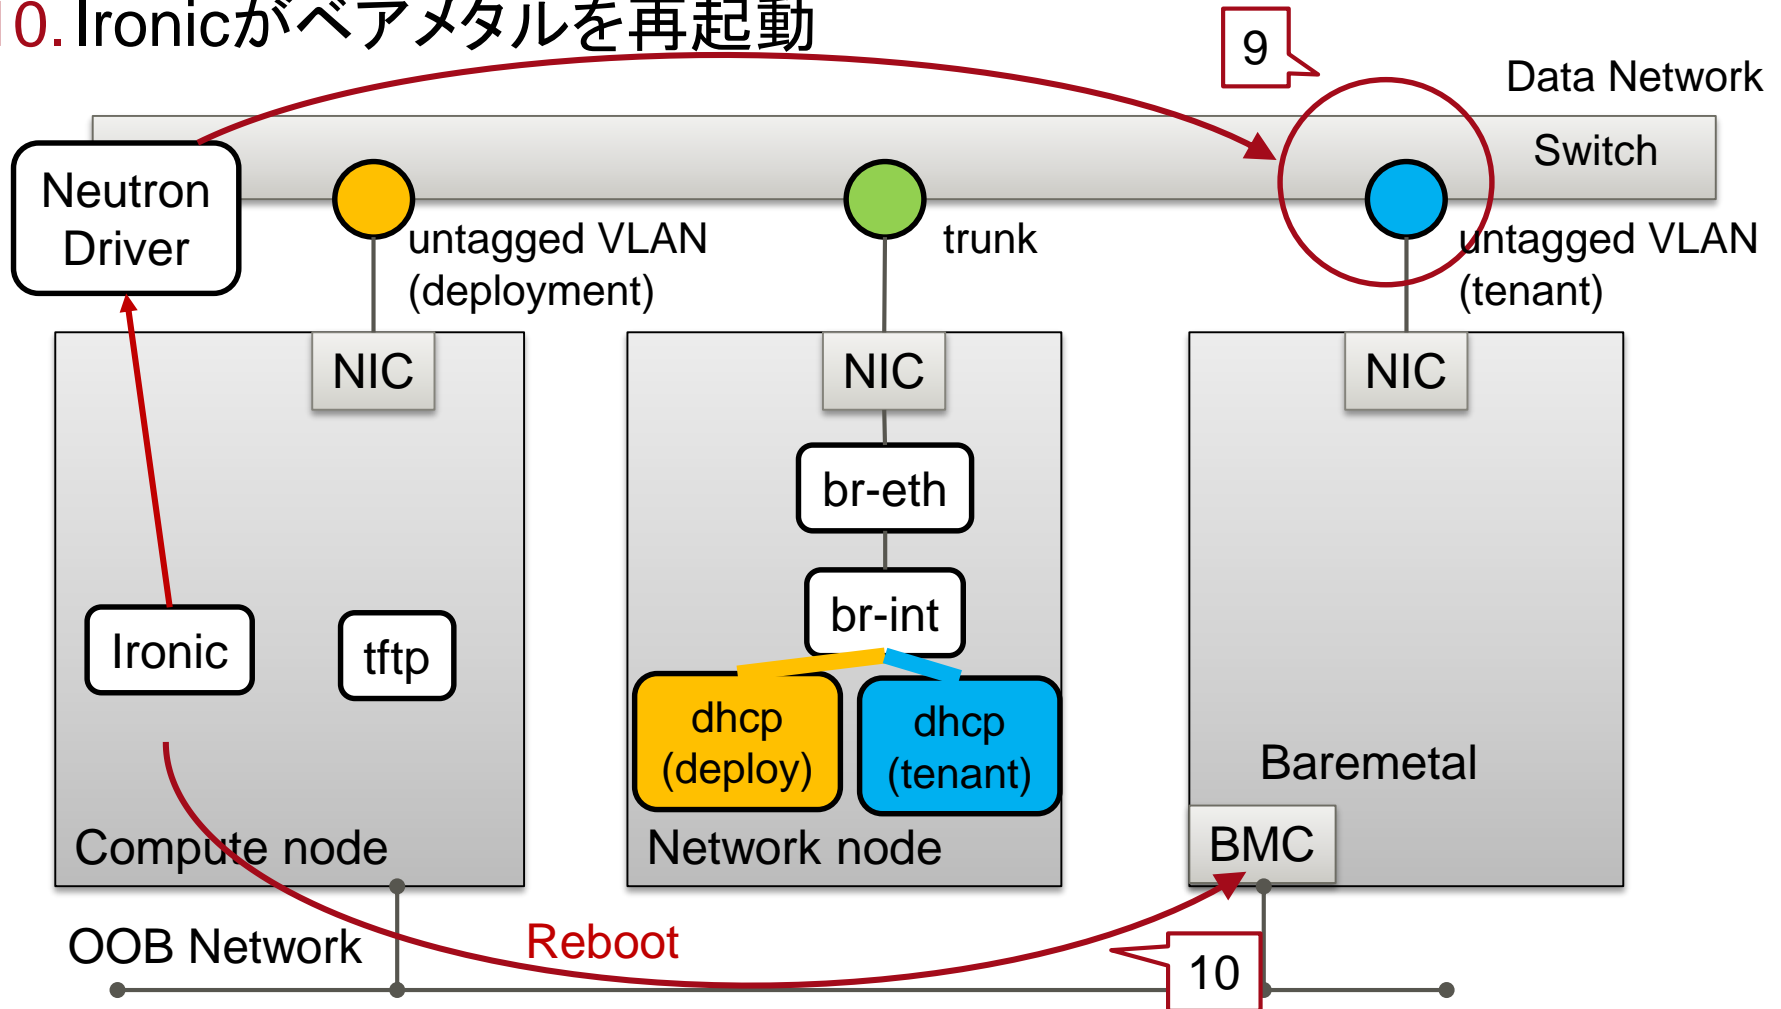 10.Ironicがベアメタルを再起動
9
Data Network
Switch
Neutron
Driver
untagged VLAN
(deployment)
trunk
untagged VLAN
(tenant)
NIC
NIC
NIC
br-eth
br-int
Ironic
tftp
dhcp
(deploy)
dhcp
(tenant)
Baremetal
Compute node
Network node
BMC
OOB Network
Reboot
10